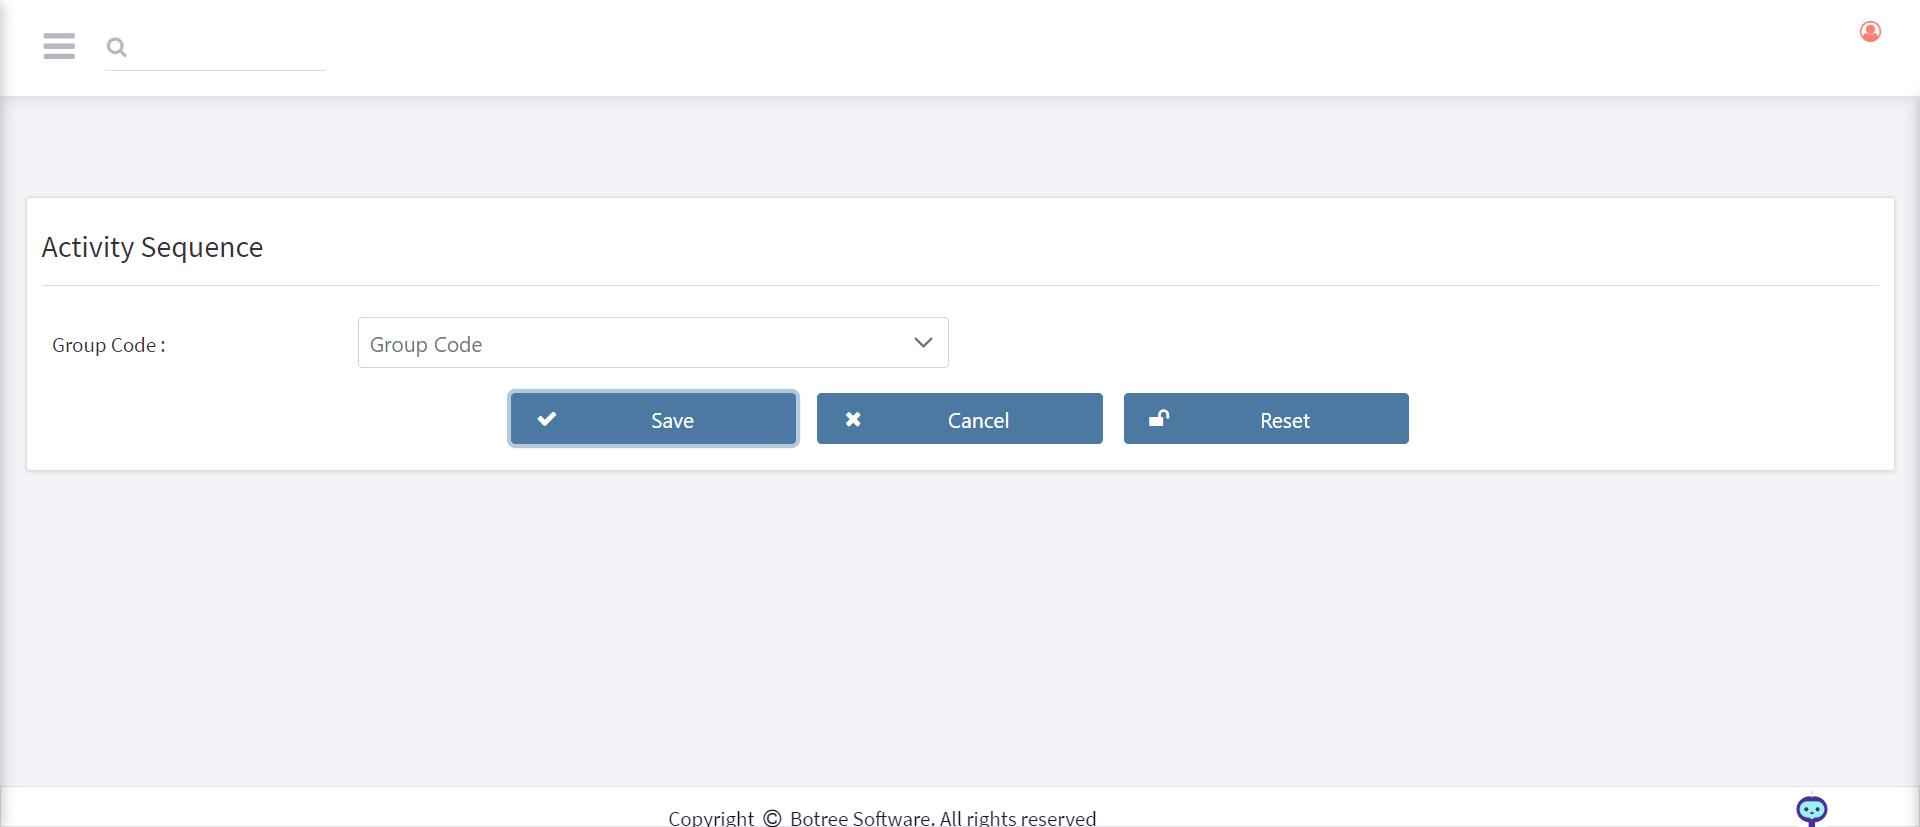 Activity Sequence
Group Code :
Group Code
Save
Cancel
Reset
Copyright © Botree Software. All rights reserved